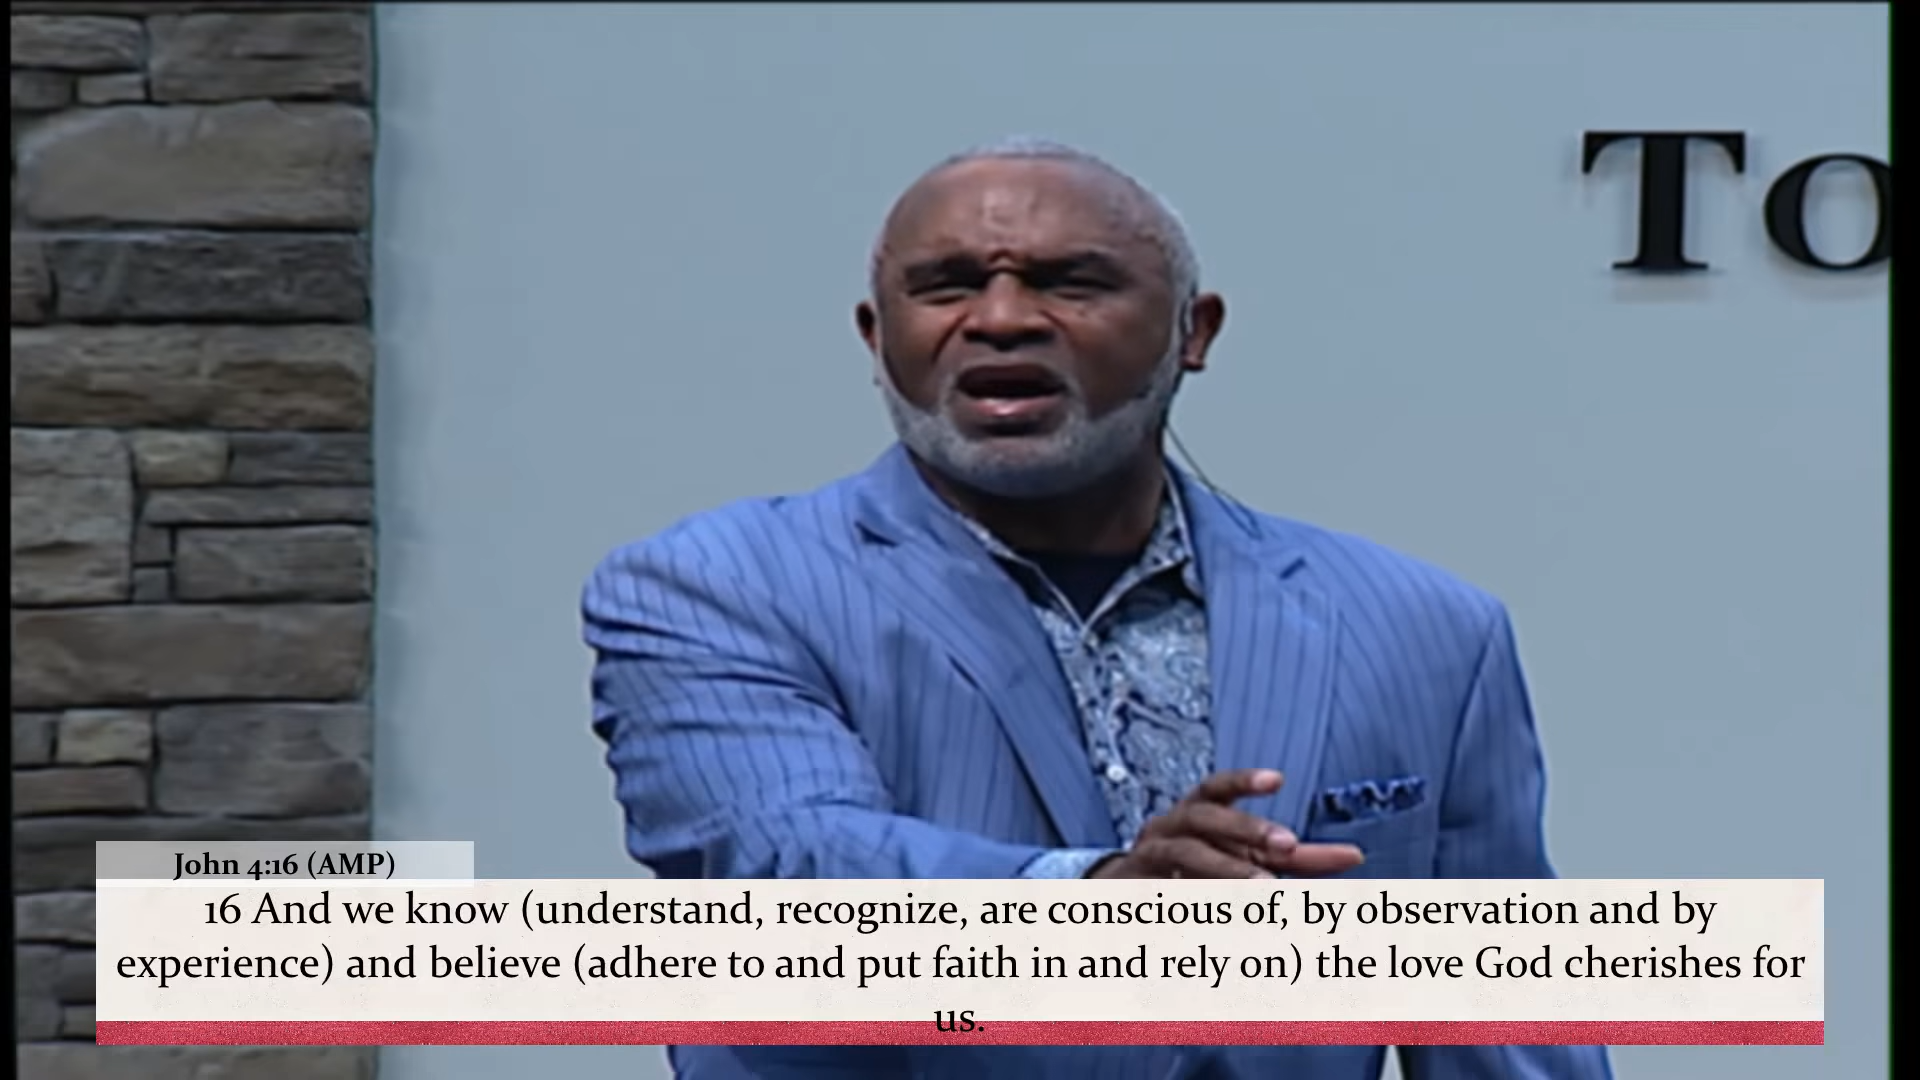 To
John 4:16 (AMP)
16 And we know (understand, recognize, are conscious of, by observation and by
experience) and believe (adhere to and put faith in and rely on) the love God cherishes for
us.